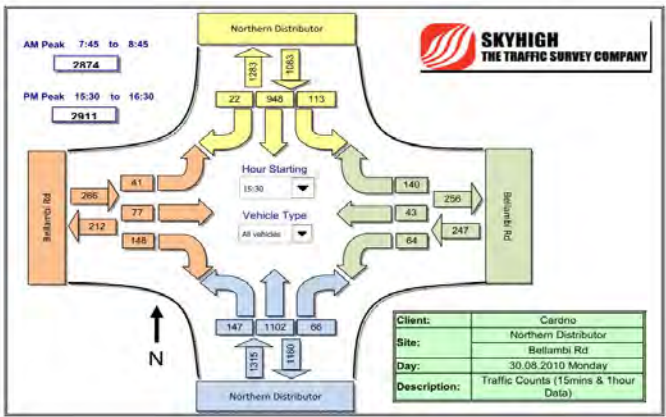 Northern Distributor
SKYHIGH
THE TRAFFIC SURVEY COMPANY
AM Peak 7:45 to 8:45
2874
PM Peak 15:30 to 16:30
2911
1283
1083
22 948 113
Hour Starting
15:30
Vehicle Type
All vehicles
Bellambi Rd
266
212
41
77
148
140
43
64
256
247
Bellambi Rd
147 1102 66
1315
1160
Northern Distributor
N
Client: Cardno
Site: Northern Distributor
Bellambi Rd
Day: 30.08.2010 Monday
Description: Traffic Counts (15mins & 1hour
Data)